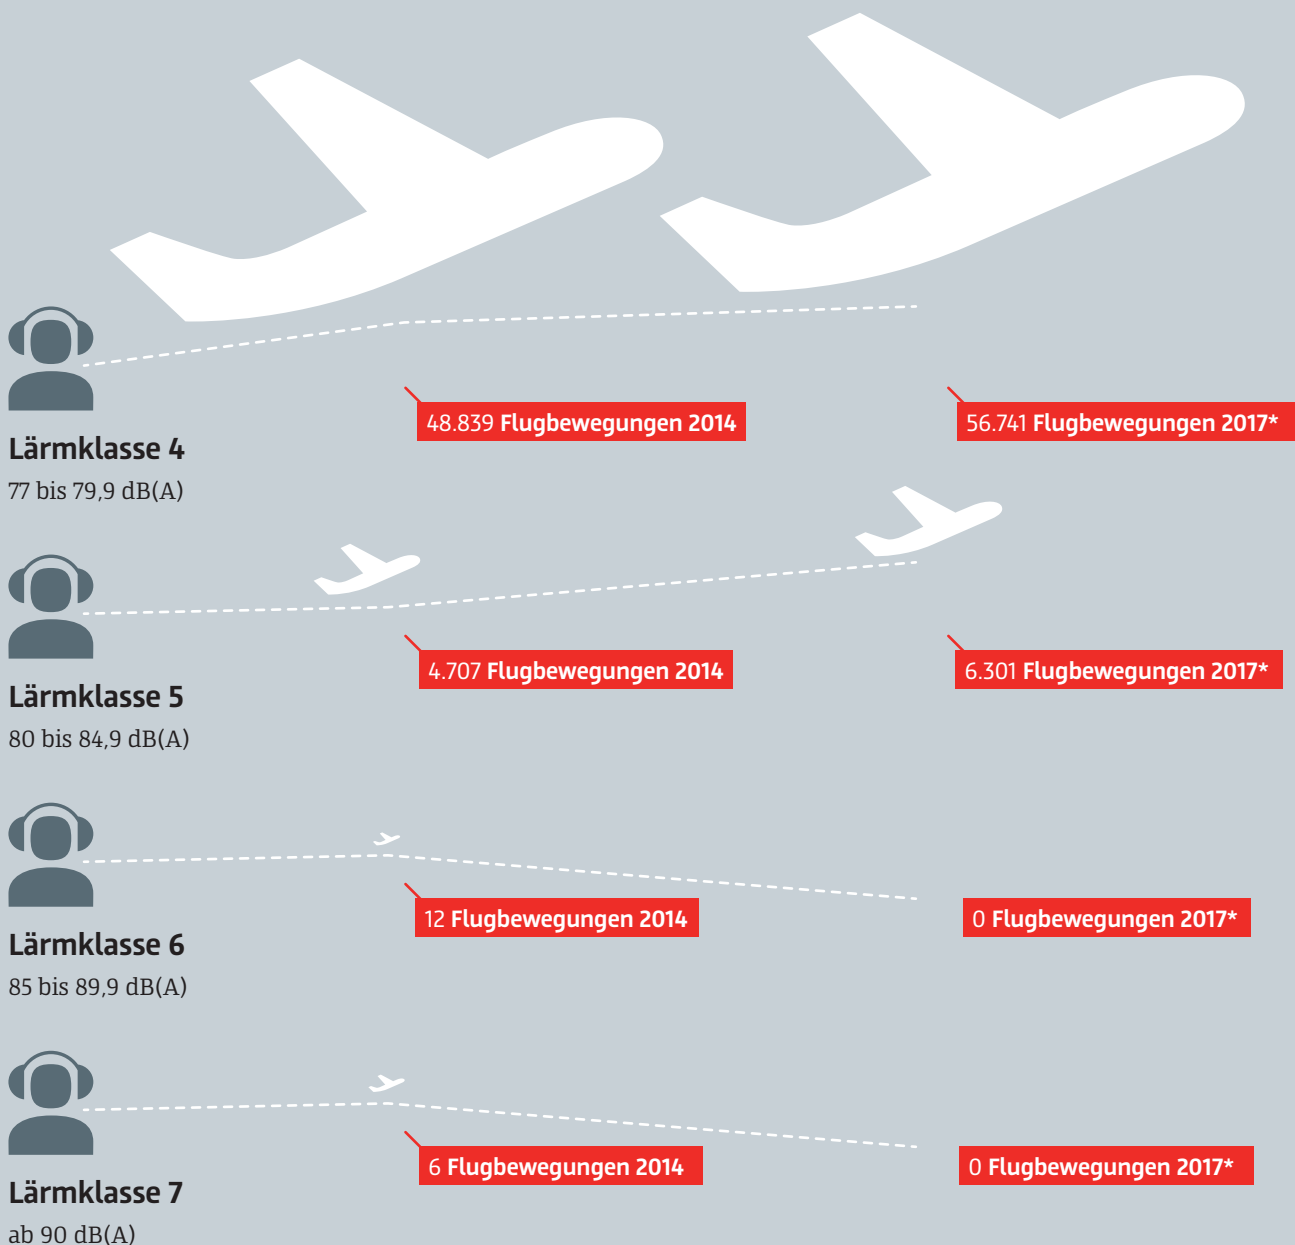 48.839 Flugbewegungen 2014
56.741 Flugbewegungen 2017*
Lärmklasse 4
77 bis 79,9 dB(A)
4.707 Flugbewegungen 2014
6.301 Flugbewegungen 2017*
Lärmklasse 5
80 bis 84,9 dB(A)
12 Flugbewegungen 2014
0 Flugbewegungen 2017*
Lärmklasse 6
85 bis 89,9 dB(A)
6 Flugbewegungen 2014
0 Flugbewegungen 2017*
Lärmklasse 7
ab 90 dB(A)